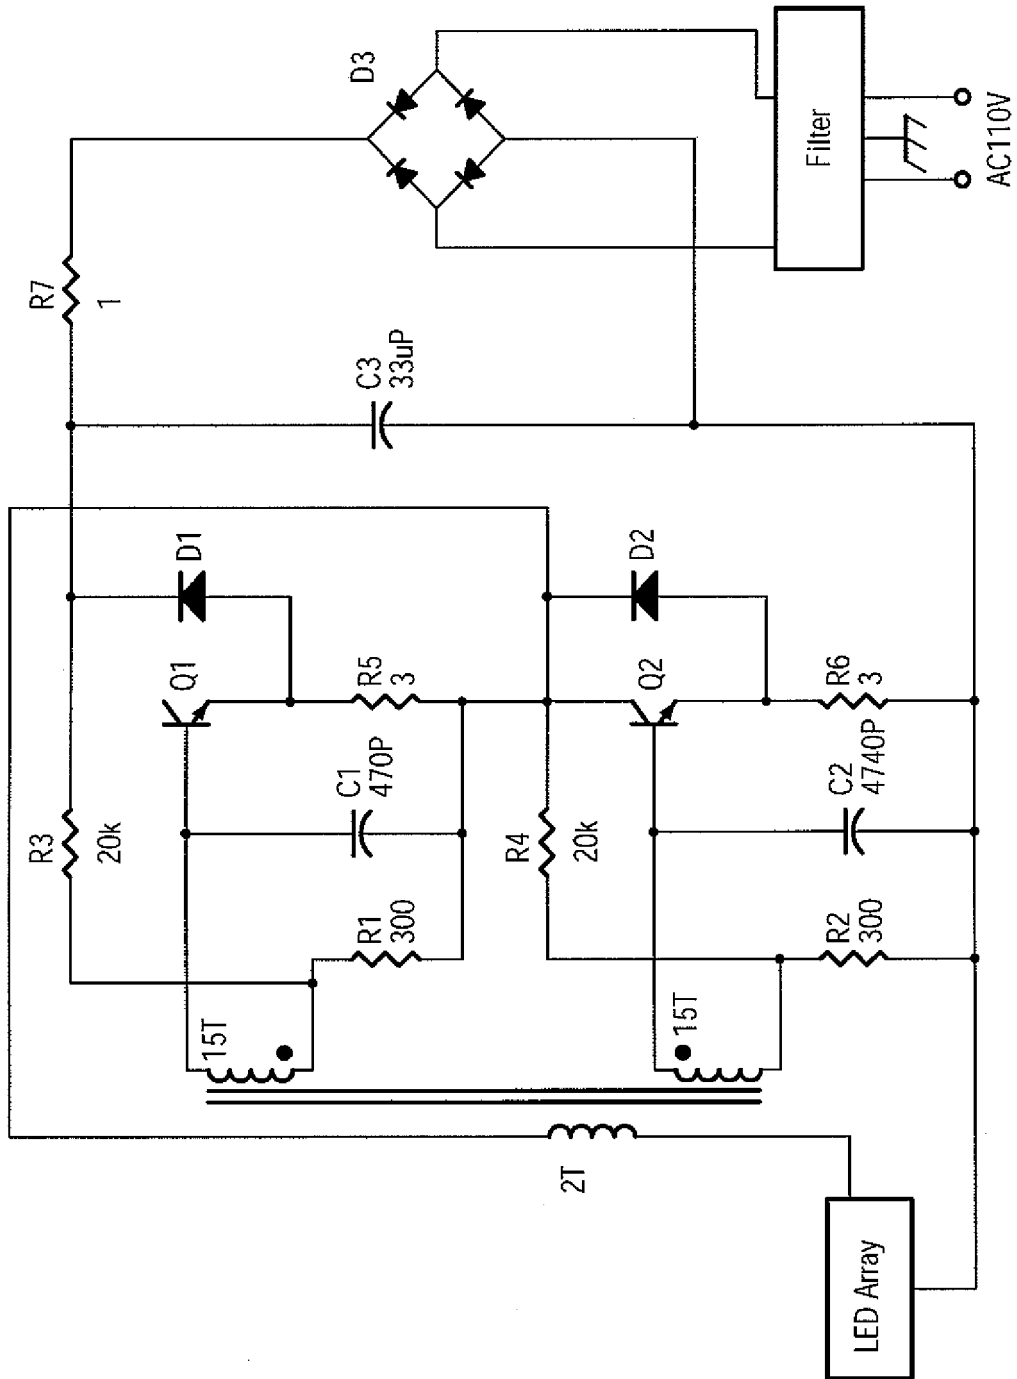 D3
Filter
AC110V
R7
1
C3
33uP
D1
D2
Q1
R5
3
Q2
R6
3
R3
20k
C1
470P
R4
20k
C2
4740P
R1
300
R2
300
15T
15T
2T
LED Array